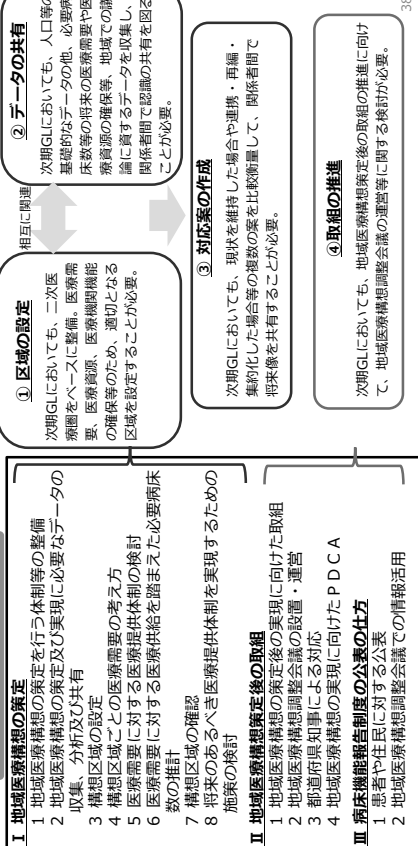 Ⅰ 地域医療構想の策定
1 地域医療構想の策定を行う体制等の整備
2 地域医療構想の策定及び実現に必要なデータの
収集、分析及び共有
3 構想区域の設定
4 構想区域ごとの医療需要の考え方
5 医療需要に対する医療提供体制の検討
6 医療需要に対する医療供給を踏まえた必要病床
数の推計
7 構想区域の確認
8 将来のあるべき医療提供体制を実現するための
施策の検討
Ⅱ 地域医療構想策定後の取組
1 地域医療構想の策定後の実現に向けた取組
2 地域医療構想調整会議の設置・運営
3 都道府県知事による対応
4 地域医療構想の実現に向けたPDCA
Ⅲ 病床機能報告制度の公表の仕方
1 患者や住民に対する公表
2 地域医療構想調整会議での情報活用
① 区域の設定
次期GLにおいても、二次医
療圏をベースに整備。医療需
要、医療資源、医療機関機能
の確保等のため、適切となる
区域を設定することが必要。
相互に関連
② データの共有
次期GLにおいても、人口等の
基礎的なデータの他、必要病
床数等の将来の医療需要や医
療資源の確保等、地域での議
論に資するデータを収集し、
関係者間で認識の共有を図る
ことが必要。
③ 対応案の作成
次期GLにおいても、現状を維持した場合や連携・再編・
集約化した場合等の複数の案を比較衡量して、関係者間で
将来像を共有することが必要。
④取組の推進
次期GLにおいても、地域医療構想策定後の取組の推進に向け
て、地域医療構想調整会議の運営等に関する検討が必要。
38